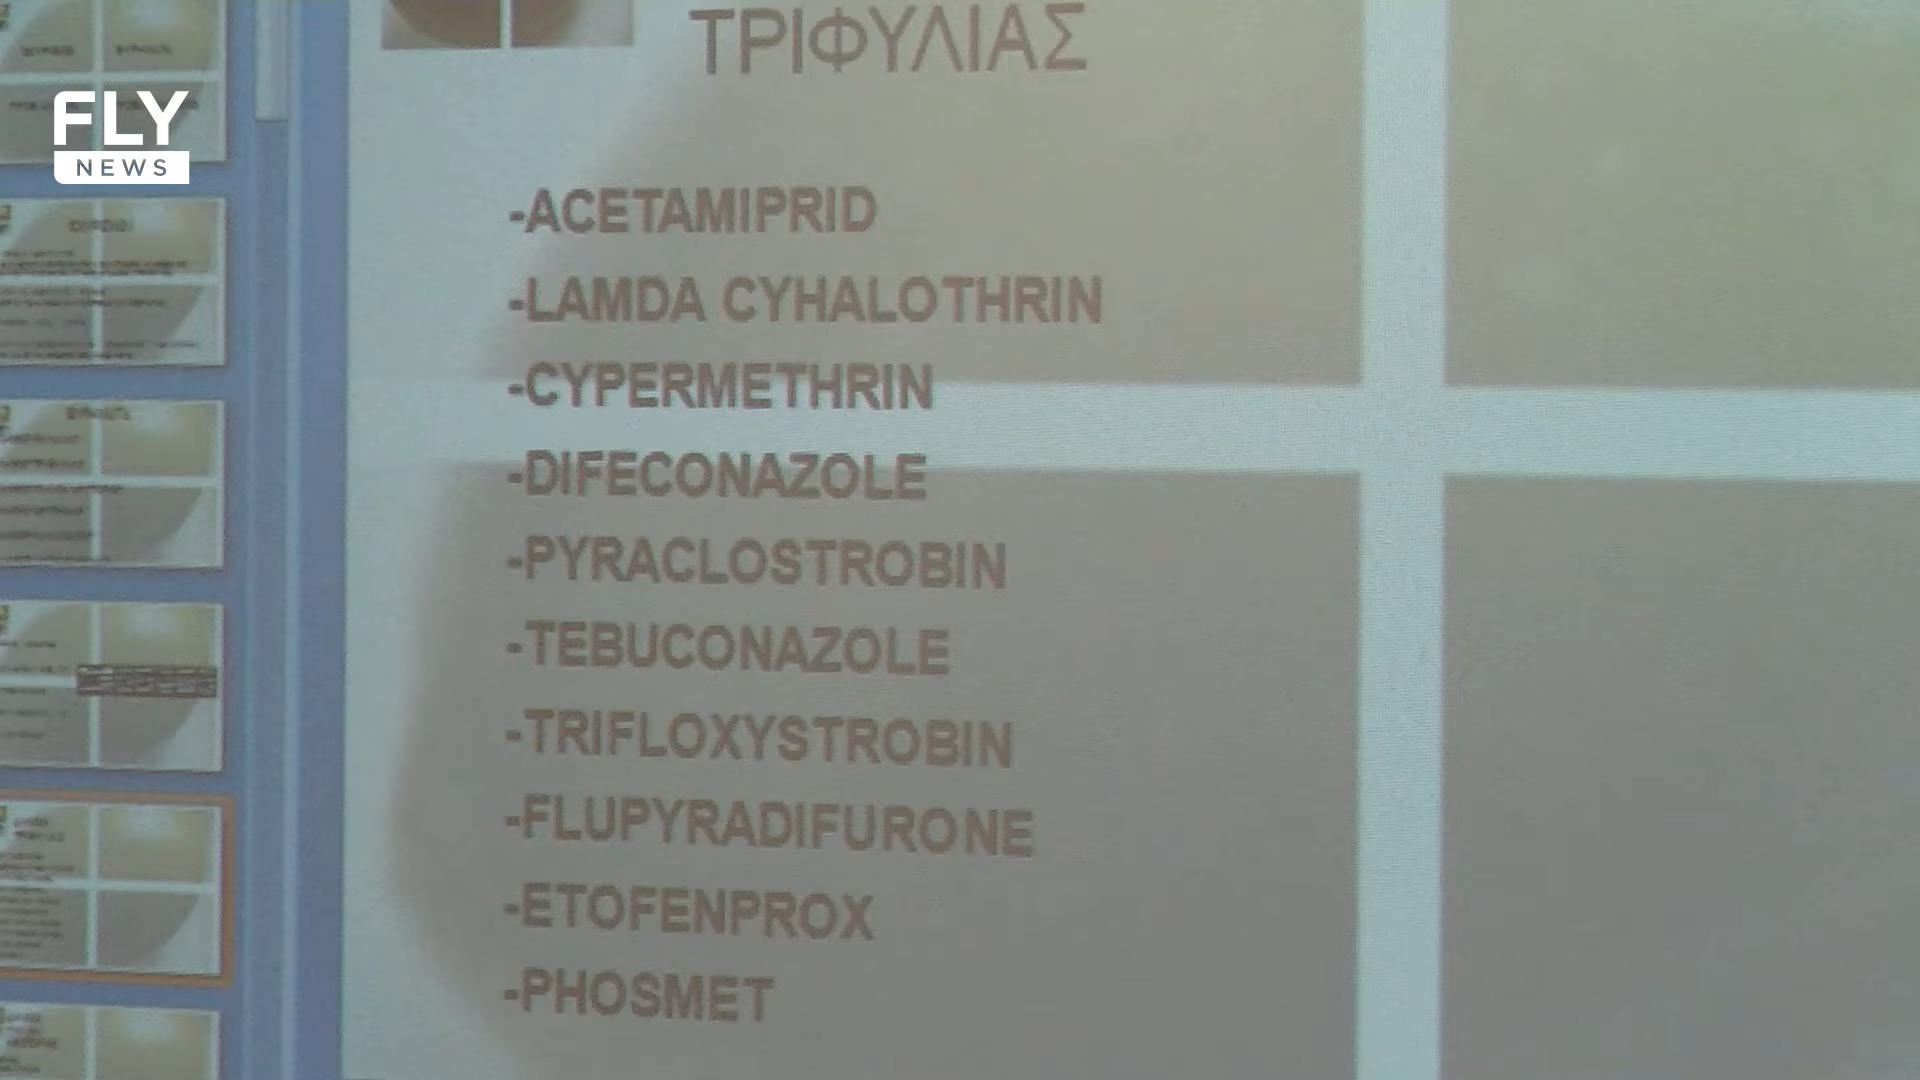 FLY
NEWS
ΤΡΙΦΥΛΙΑΣ
-ACETAMIPRID
-LAMDA CYHALOTHRIN
-CYPERMETHRIN
-DIFECONAZOLE
-PYRACLOSTROBIN
-TEBUCONAZOLE
-TRIFLOXYSTROBIN
-FLUPYRADIFURONE
-ETOFENPROX
-PHOSMET